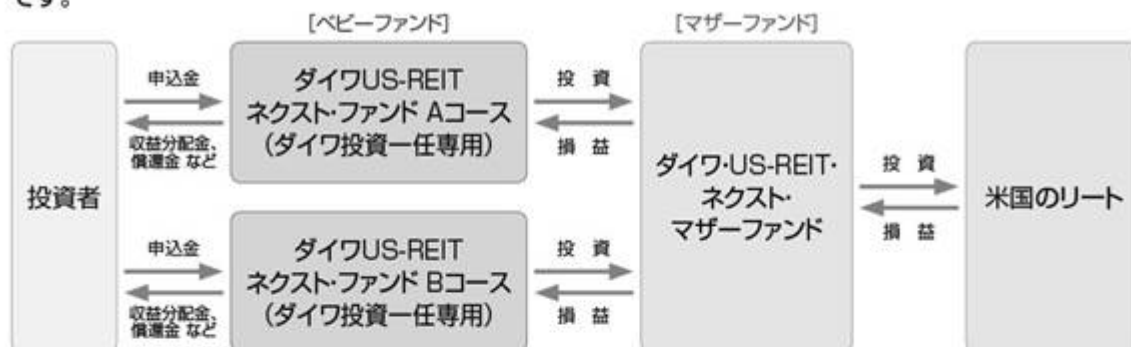 です。
[ベビーファンド]
[マザーファンド]
投資者
申込金
収益分配金、
償還金 など
ダイワUS-REIT
ネクスト・ファンド Aコース
(ダイワ投資一任専用)
投 資
損 益
申込金
収益分配金、
償還金 など
ダイワUS-REIT
ネクスト・ファンド Bコース
(ダイワ投資一任専用)
投 資
損 益
ダイワ・US-REIT・
ネクスト・
マザーファンド
投 資
損 益
米国のリート